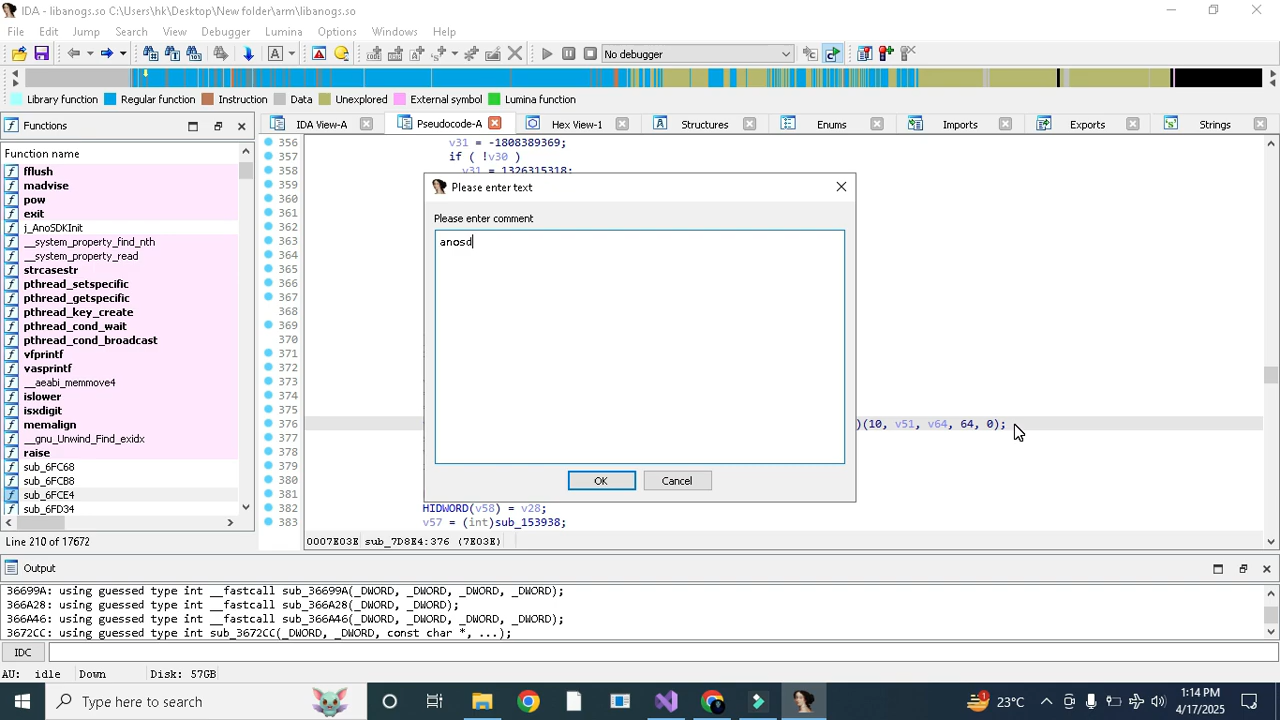 IDA - libanogs.so C:\Users\hk\Desktop\New folder\arm\libanogs.so
File Edit Jump Search View Debugger Lumina Options Windows Help
No debugger
Library function Regular function Instruction Data Unexplored External symbol Lumina function
Functions
IDA View-A Pseudocode-A Hex View-1 Structures Enums Imports Exports Strings
Function name
fflush
madvise
pow
exit
j_AnoSDKInit
__system_property_find_nth
__system_property_read
strcasestr
pthread_setspecific
pthread_getspecific
pthread_key_create
pthread_cond_wait
pthread_cond_broadcast
vfprintf
vasprintf
__aeabi_memmove4
islower
isxdigit
memalign
__gnu_Unwind_Find_exidx
raise
sub_6FC68
sub_6FCB8
sub_6FCE4
sub_6FD34
Line 210 of 17672
356 v31 = -1808389369;
357 if ( !v30 )
358 v31 = 1326315318;
359
360
361
362
363
364
365
366
367
368
369
370
371
372
373
374
375
376 )(10, v51, v64, 64, 0);
377
378
379
380
381
382 HIDWORD(v58) = v28;
383 v57 = (int)sub_153938;
0007E03E sub_7D8E4:376 (7E03E)
Please enter text
Please enter comment
anosd
OK Cancel
Output
36699A: using guessed type int __fastcall sub_36699A(_DWORD, _DWORD, _DWORD, _DWORD);
366A28: using guessed type int __fastcall sub_366A28(_DWORD, _DWORD);
366A46: using guessed type int __fastcall sub_366A46(_DWORD, _DWORD, _DWORD, _DWORD);
3672CC: using guessed type int sub_3672CC(_DWORD, _DWORD, const char *, ...);
IDC
AU: idle Down Disk: 57GB
Type here to search
1
23°C
1:14 PM
4/17/2025